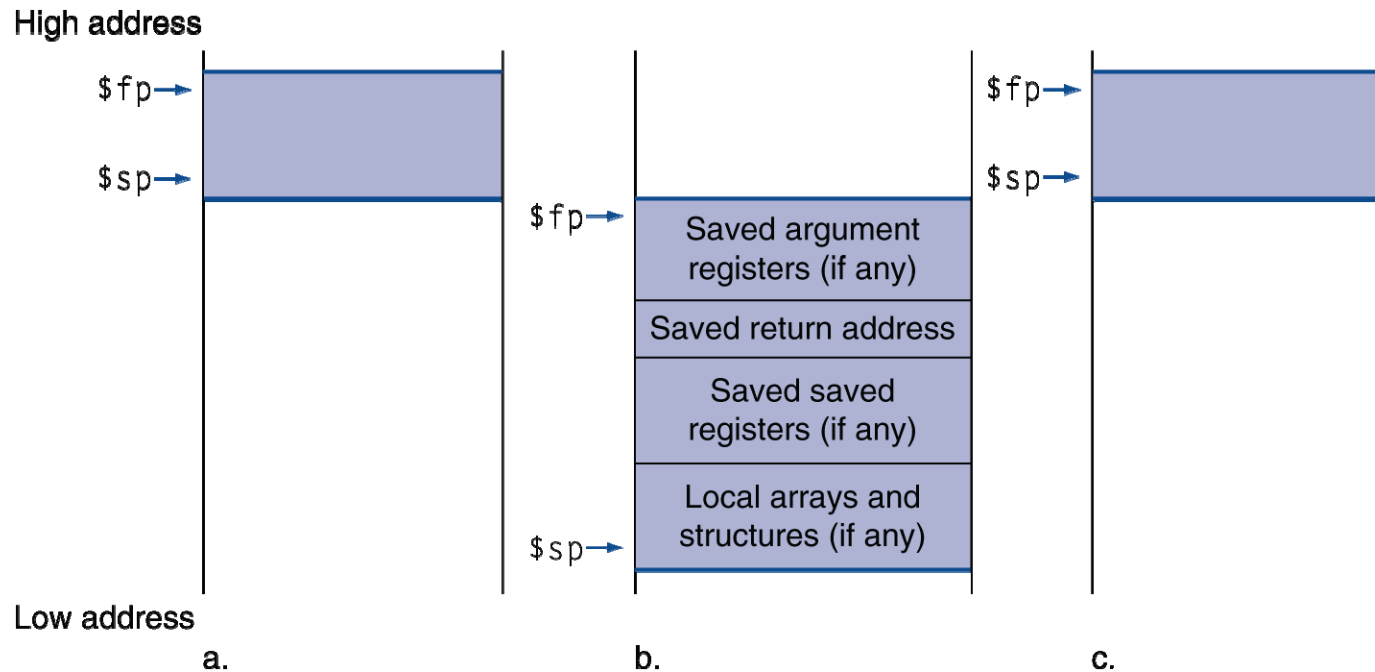 High address
$fp
$fp
$sp
$sp
$fp
Saved argument
registers (if any)
Saved return address
Saved saved
registers (if any)
Local arrays and
structures (if any)
$sp
Low address
a.
b.
c.